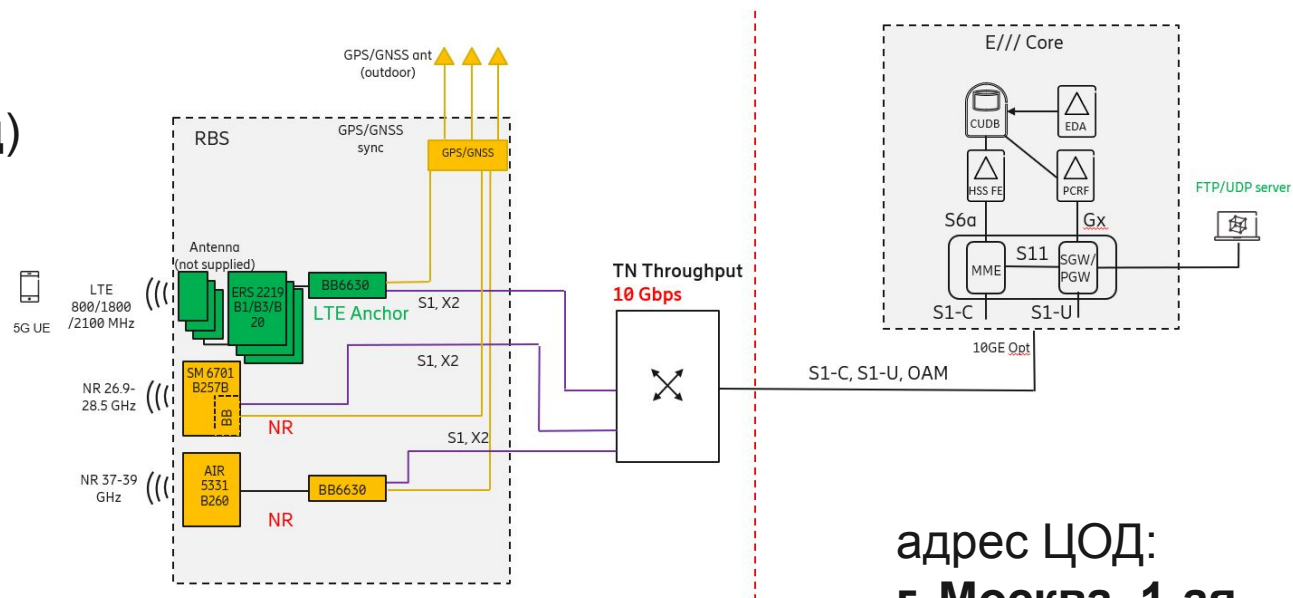 д)
GPS/GNSS ant
(outdoor)
RBS
GPS/GNSS
sync
GPS/GNSS
Antenna
(not supplied)
5G UE
LTE
800/1800
/2100 MHz
ERS 2219
B1/B3/B
20
BB6630
LTE Anchor
S1, X2
NR 26.9-
28.5 GHz
SM 6701
B257B
BB
NR
S1, X2
NR 37-39
GHz
AIR
5331
B260
NR
BB6630
S1, X2
TN Throughput
10 Gbps
S1-C, S1-U, OAM
E/// Core
CUDB
EDA
HSS FE
PCRF
S6a
Gx
MME
S11
SGW/
PGW
S1-C
S1-U
10GE Opt
FTP/UDP server
адрес ЦОД:
г. Москва, 1-ая